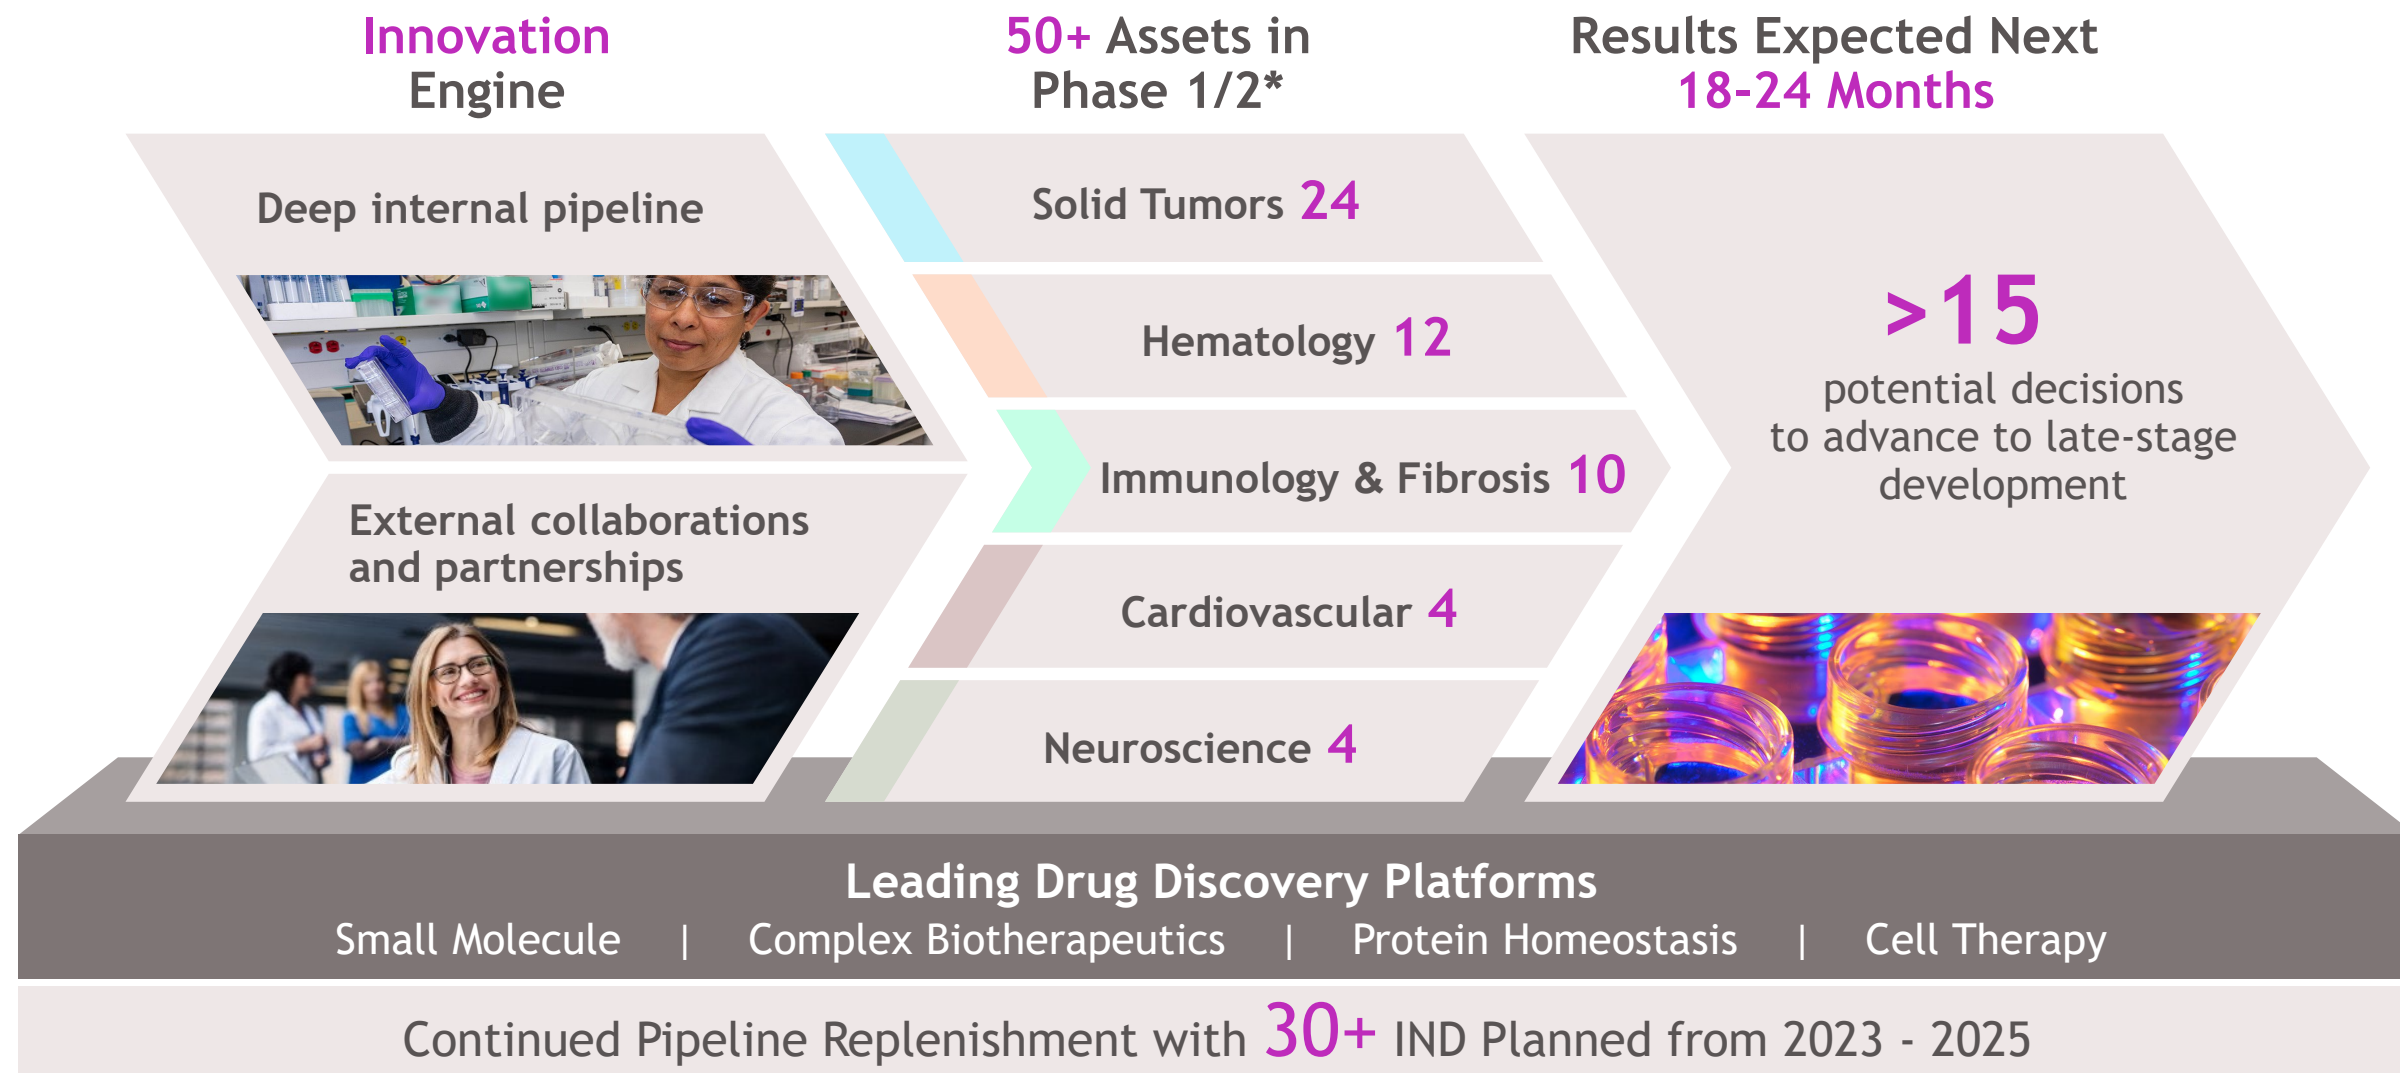 Innovation
Engine
Deep internal pipeline
External collaborations
and partnerships
50+ Assets in
Phase 1/2*
Solid Tumors 24
Hematology 12
Immunology & Fibrosis 10
Cardiovascular 4
Neuroscience 4
Results Expected Next
18-24 Months
>15
potential decisions
to advance to late-stage
development
Leading Drug Discovery Platforms
Small Molecule | Complex Biotherapeutics | Protein Homeostasis | Cell Therapy
Continued Pipeline Replenishment with 30+ IND Planned from 2023 - 2025